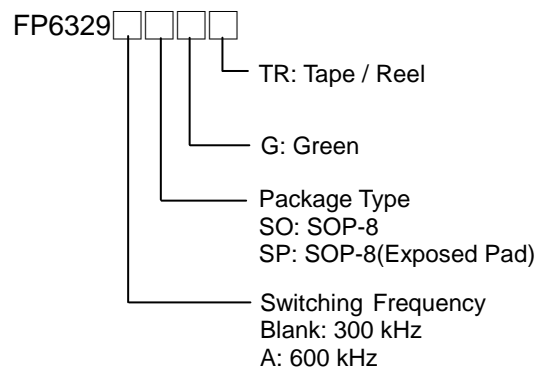 FP6329
TR: Tape / Reel
G: Green
Package Type
SO: SOP-8
SP: SOP-8(Exposed Pad)
Switching Frequency
Blank: 300 kHz
A: 600 kHz